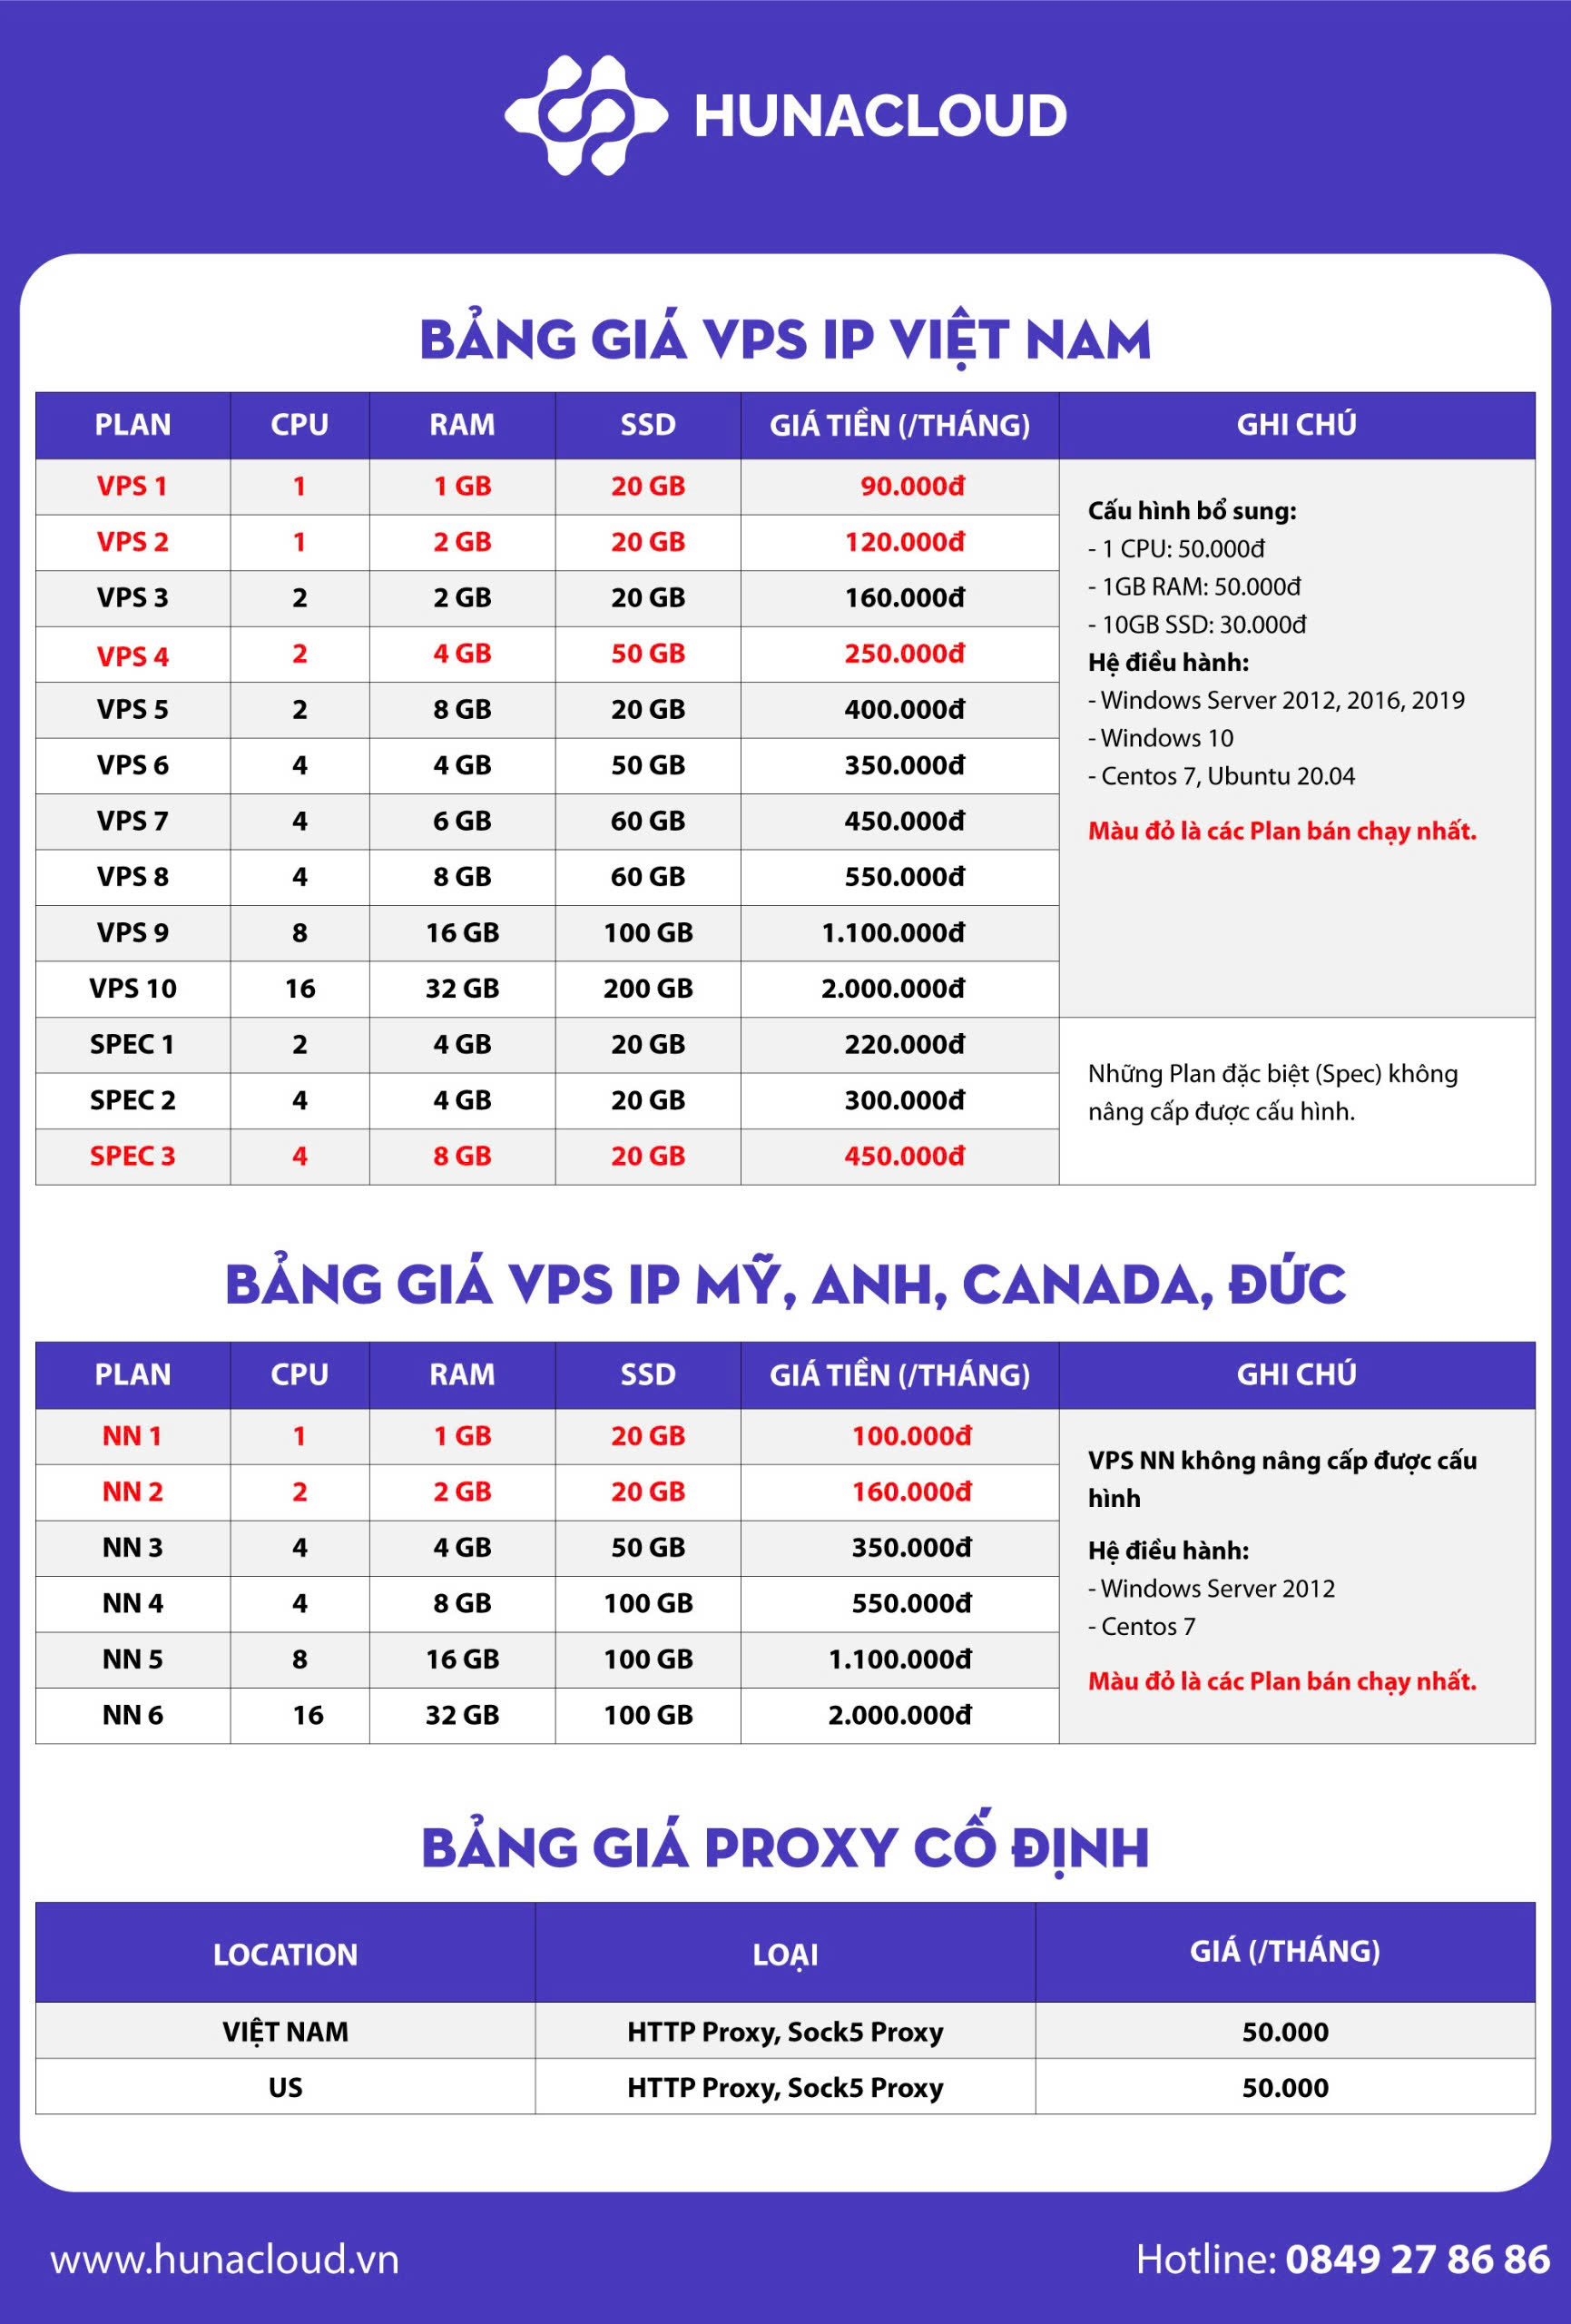 HUNACLOUD
BẢNG GIÁ VPS IP VIỆT NAM
PLAN CPU RAM SSD GIÁ TIỀN (/THÁNG) GHI CHÚ
VPS 1 1 1 GB 20 GB 90.000đ
VPS 2 1 2 GB 20 GB 120.000đ
VPS 3 2 2 GB 20 GB 160.000đ
VPS 4 2 4 GB 50 GB 250.000đ
VPS 5 2 8 GB 20 GB 400.000đ
VPS 6 4 4 GB 50 GB 350.000đ
VPS 7 4 6 GB 60 GB 450.000đ
VPS 8 4 8 GB 60 GB 550.000đ
VPS 9 8 16 GB 100 GB 1.100.000đ
VPS 10 16 32 GB 200 GB 2.000.000đ
Cấu hình bổ sung:
- 1 CPU: 50.000đ
- 1GB RAM: 50.000đ
- 10GB SSD: 30.000đ
Hệ điều hành:
- Windows Server 2012, 2016, 2019
- Windows 10
- Centos 7, Ubuntu 20.04
Màu đỏ là các Plan bán chạy nhất.
SPEC 1 2 4 GB 20 GB 220.000đ
SPEC 2 4 4 GB 20 GB 300.000đ
SPEC 3 4 8 GB 20 GB 450.000đ
Những Plan đặc biệt (Spec) không
nâng cấp được cấu hình.
BẢNG GIÁ VPS IP MỸ, ANH, CANADA, ĐỨC
PLAN CPU RAM SSD GIÁ TIỀN (/THÁNG) GHI CHÚ
NN 1 1 1 GB 20 GB 100.000đ
NN 2 2 2 GB 20 GB 160.000đ
NN 3 4 4 GB 50 GB 350.000đ
NN 4 4 8 GB 100 GB 550.000đ
NN 5 8 16 GB 100 GB 1.100.000đ
NN 6 16 32 GB 100 GB 2.000.000đ
VPS NN không nâng cấp được cấu
hình
Hệ điều hành:
- Windows Server 2012
- Centos 7
Màu đỏ là các Plan bán chạy nhất.
BẢNG GIÁ PROXY CỐ ĐỊNH
LOCATION LOẠI GIÁ (/THÁNG)
VIỆT NAM HTTP Proxy, Sock5 Proxy 50.000
US HTTP Proxy, Sock5 Proxy 50.000
www.hunacloud.vn Hotline: 0849 27 86 86